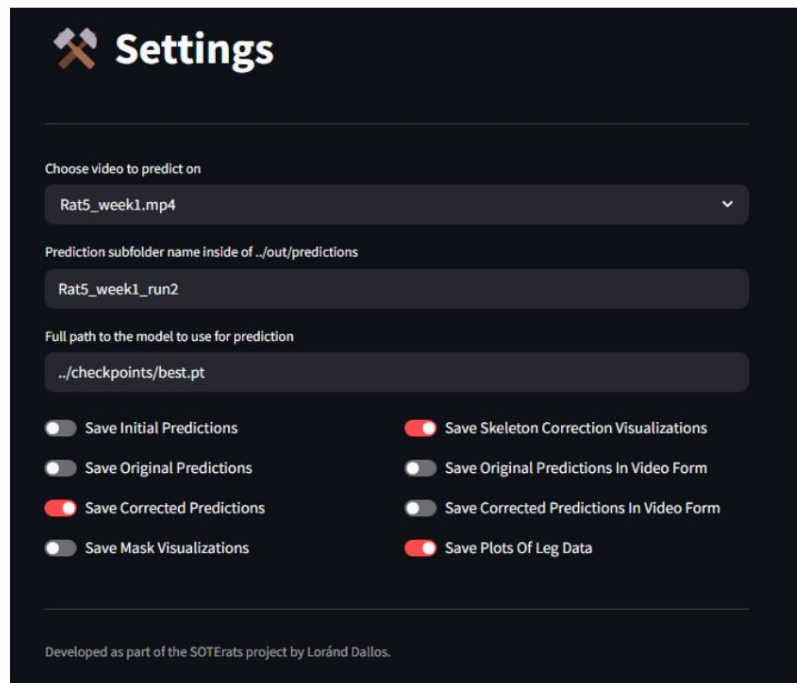 Settings
Choose video to predict on
Rat5_week1.mp4
Prediction subfolder name inside of ../out/predictions
Rat5_week1_run2
Full path to the model to use for prediction
../checkpoints/best.pt
Save Initial Predictions
Save Skeleton Correction Visualizations
Save Original Predictions
Save Original Predictions In Video Form
Save Corrected Predictions
Save Corrected Predictions In Video Form
Save Mask Visualizations
Save Plots Of Leg Data
Developed as part of the SOTErats project by Loránd Dallos.